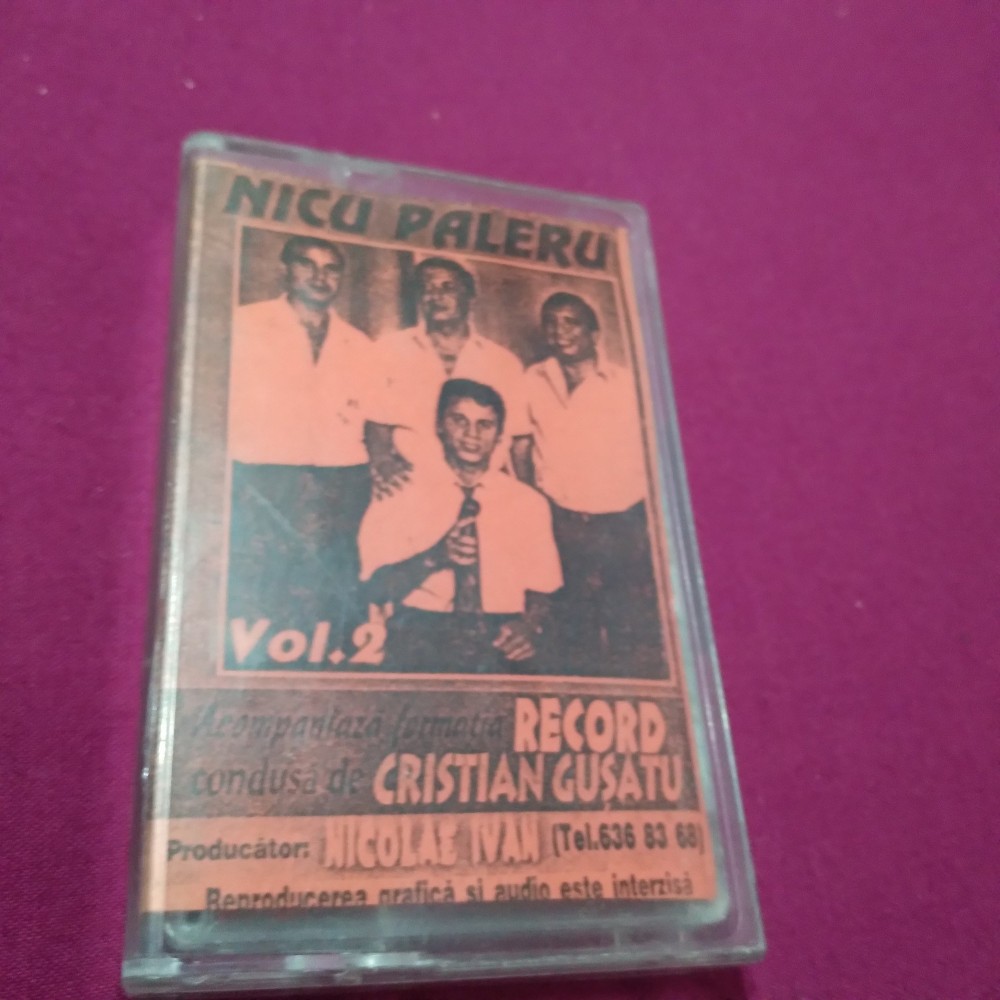 NICU PALERU
Vol.2
Acompaniază formația RECORD
condusă de CRISTIAN GUȘATU
Producător: NICOLAE IVAN (Tel.636 83 68)
Reproducerea grafică și audio este interzisă